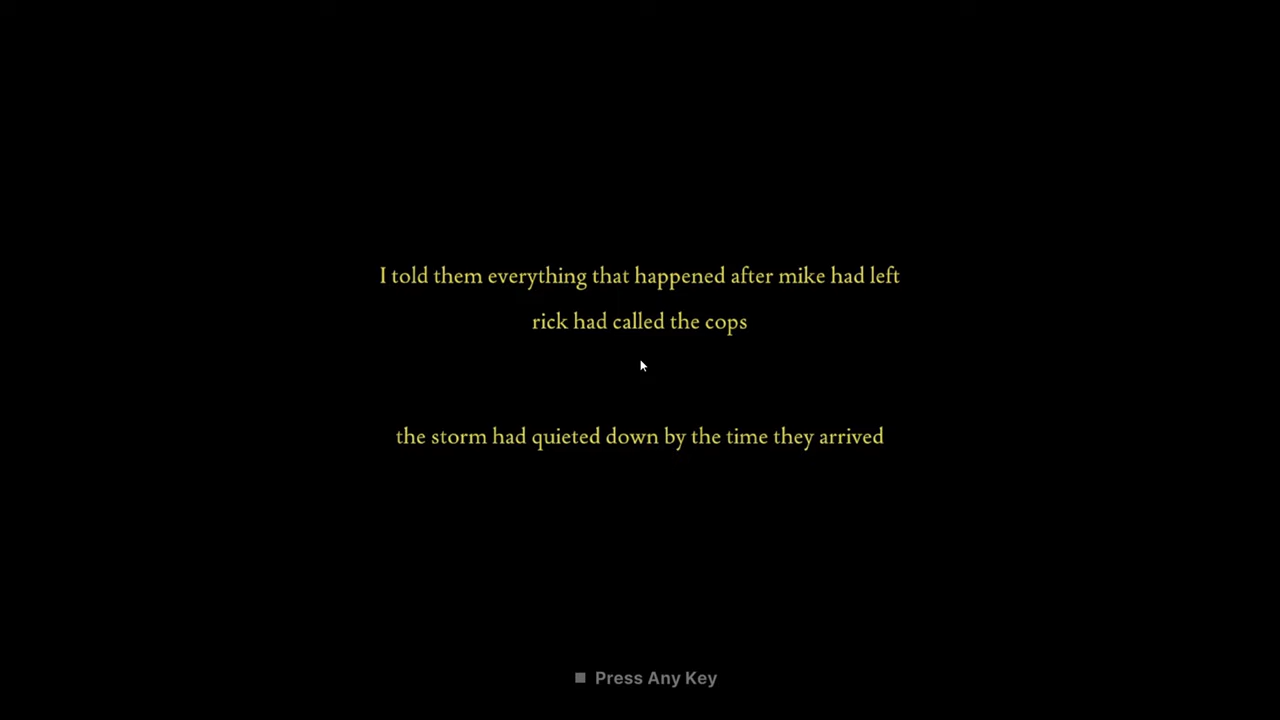 I told them everything that happened after mike had left
rick had called the cops
the storm had quieted down by the time they arrived
Press Any Key